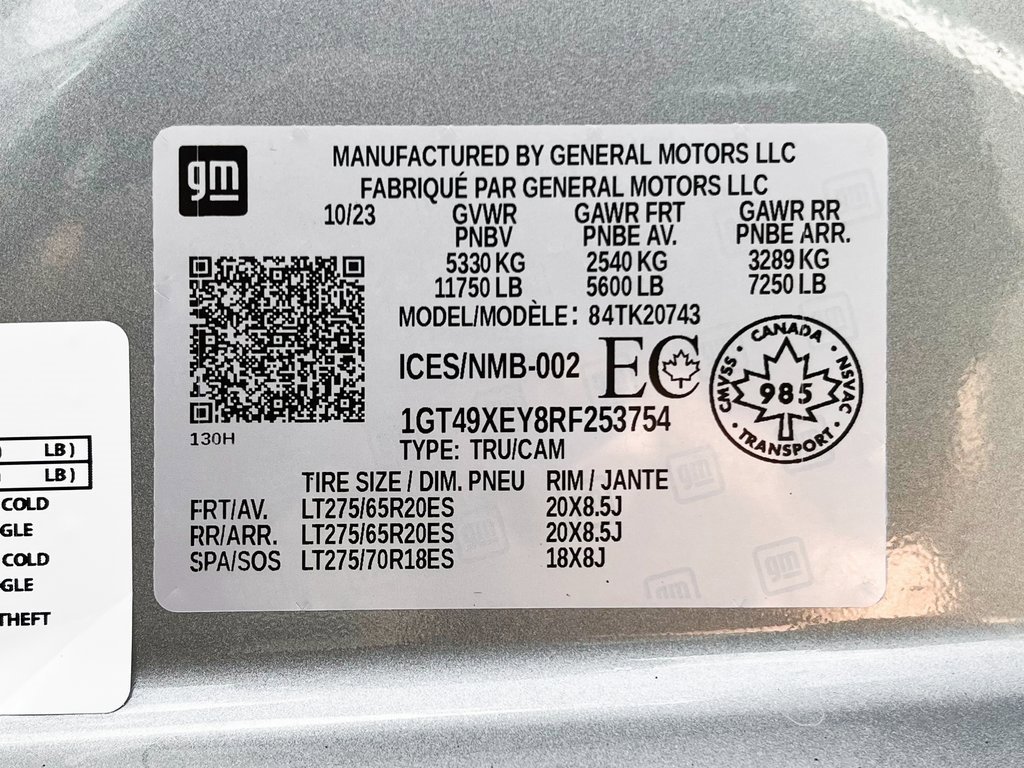 gm
MANUFACTURED BY GENERAL MOTORS LLC
FABRIQUÉ PAR GENERAL MOTORS LLC
10/23 GVWR GAWR FRT GAWR RR
PNBV PNBE AV. PNBE ARR.
5330 KG 2540 KG 3289 KG
11750 LB 5600 LB 7250 LB
MODEL/MODÈLE: 84TK20743
ICES/NMB-002 EC
CANADA
CMVSS 985 NSVAC
TRANSPORT
1GT49XEY8RF253754
130H
TYPE: TRU/CAM
TIRE SIZE / DIM. PNEU RIM / JANTE
FRT/AV. LT275/65R20ES 20X8.5J
RR/ARR. LT275/65R20ES 20X8.5J
SPA/SOS LT275/70R18ES 18X8J
LB)
LB)
COLD
GLE
COLD
GLE
THEFT
gm
gm
gm
gm